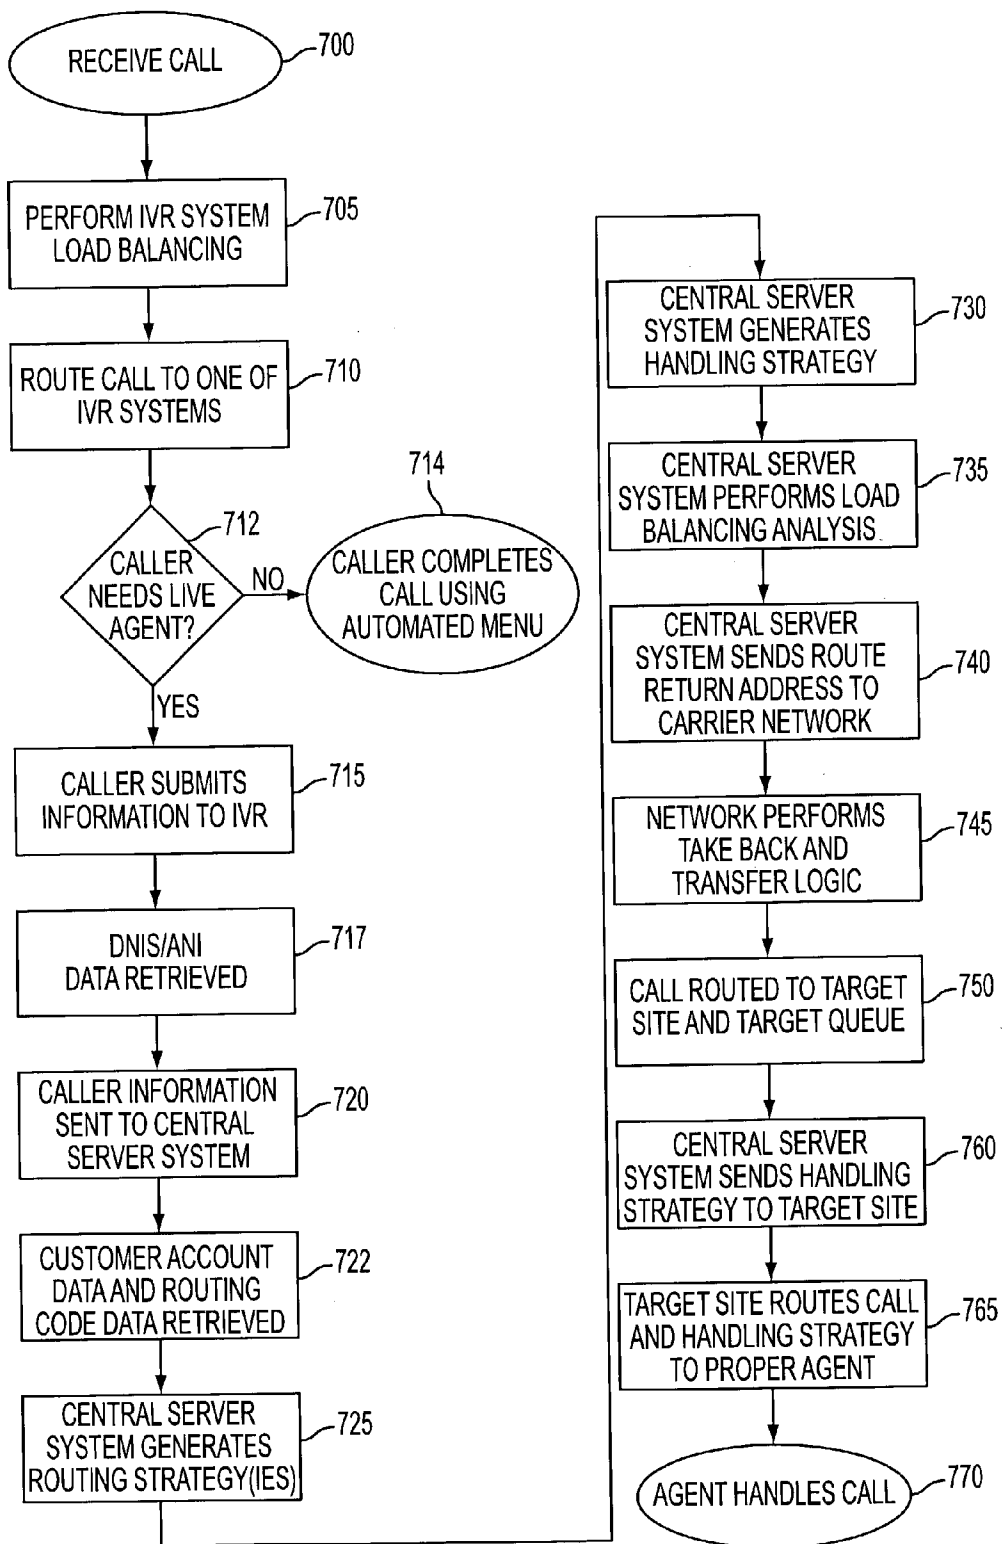 RECEIVE CALL
700
PERFORM IVR SYSTEM
LOAD BALANCING
705
ROUTE CALL TO ONE OF
IVR SYSTEMS
710
CALLER
NEEDS LIVE
AGENT?
712
NO
714
CALLER COMPLETES
CALL USING
AUTOMATED MENU
YES
CALLER SUBMITS
INFORMATION TO IVR
715
DNIS/ANI
DATA RETRIEVED
717
CALLER INFORMATION
SENT TO CENTRAL
SERVER SYSTEM
720
CUSTOMER ACCOUNT
DATA AND ROUTING
CODE DATA RETRIEVED
722
CENTRAL SERVER
SYSTEM GENERATES
ROUTING STRATEGY(IES)
725
CENTRAL SERVER
SYSTEM GENERATES
HANDLING STRATEGY
730
CENTRAL SERVER
SYSTEM PERFORMS LOAD
BALANCING ANALYSIS
735
CENTRAL SERVER
SYSTEM SENDS ROUTE
RETURN ADDRESS TO
CARRIER NETWORK
740
NETWORK PERFORMS
TAKE BACK AND
TRANSFER LOGIC
745
CALL ROUTED TO TARGET
SITE AND TARGET QUEUE
750
CENTRAL SERVER
SYSTEM SENDS HANDLING
STRATEGY TO TARGET SITE
760
TARGET SITE ROUTES CALL
AND HANDLING STRATEGY
TO PROPER AGENT
765
AGENT HANDLES CALL
770